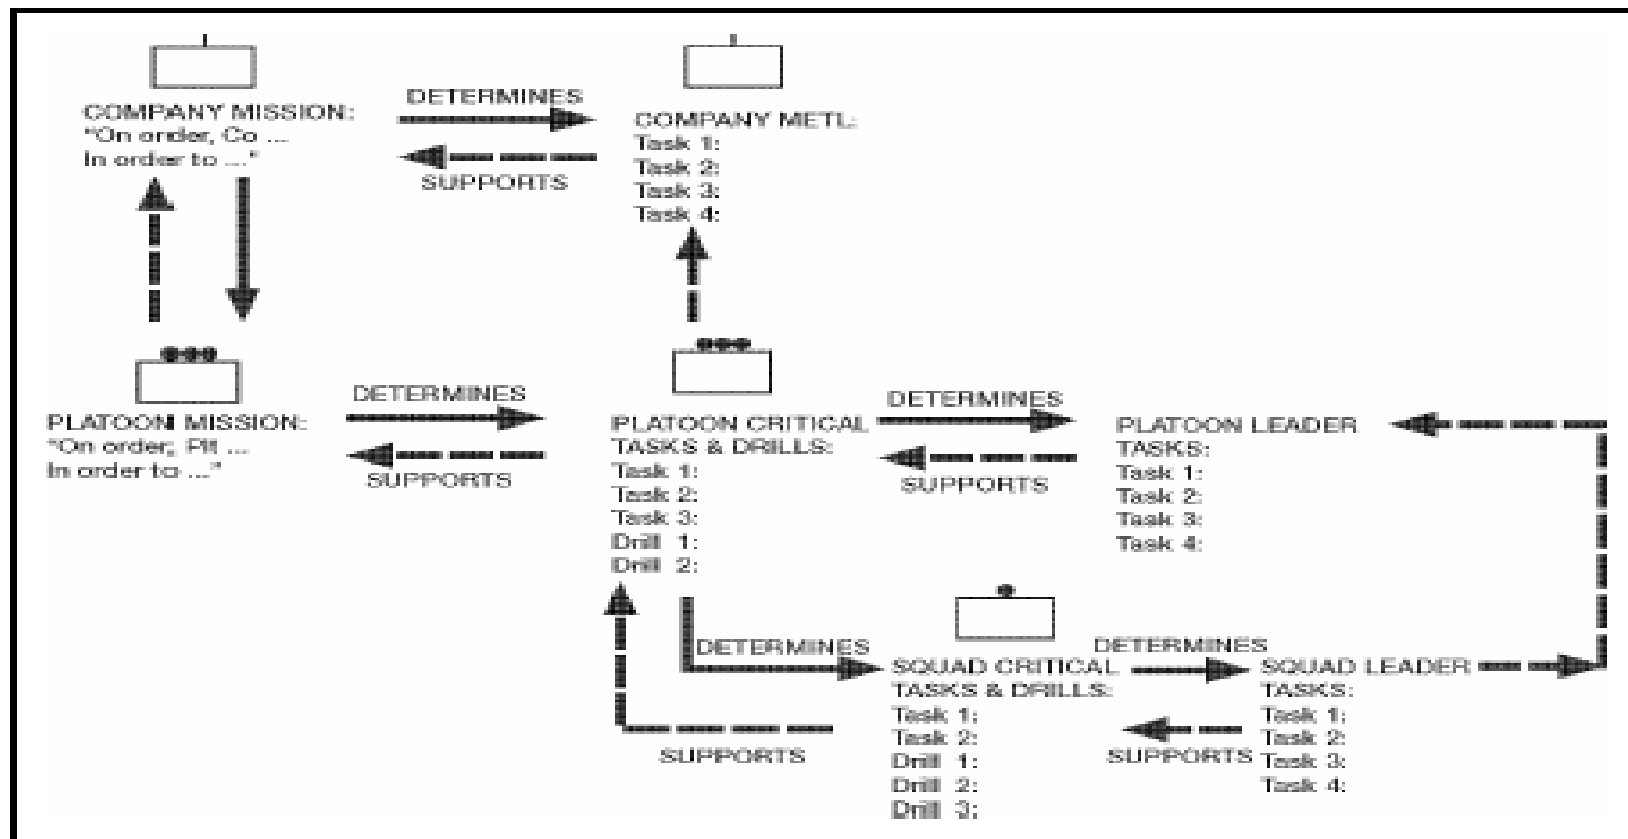 COMPANY MISSION:
"On order, Co ...
In order to ..."
DETERMINES
SUPPORTS
COMPANY METL:
Task 1:
Task 2:
Task 3:
Task 4:
PLATOON MISSION:
"On order, Plt ...
In order to ..."
DETERMINES
SUPPORTS
PLATOON CRITICAL
TASKS & DRILLS:
Task 1:
Task 2:
Task 3:
Drill 1:
Drill 2:
DETERMINES
SUPPORTS
PLATOON LEADER
TASKS:
Task 1:
Task 2:
Task 3:
Task 4:
DETERMINES
SUPPORTS
SQUAD CRITICAL
TASKS & DRILLS:
Task 1:
Task 2:
Drill 1:
Drill 2:
Drill 3:
DETERMINES
SUPPORTS
SQUAD LEADER
TASKS:
Task 1:
Task 2:
Task 3:
Task 4: